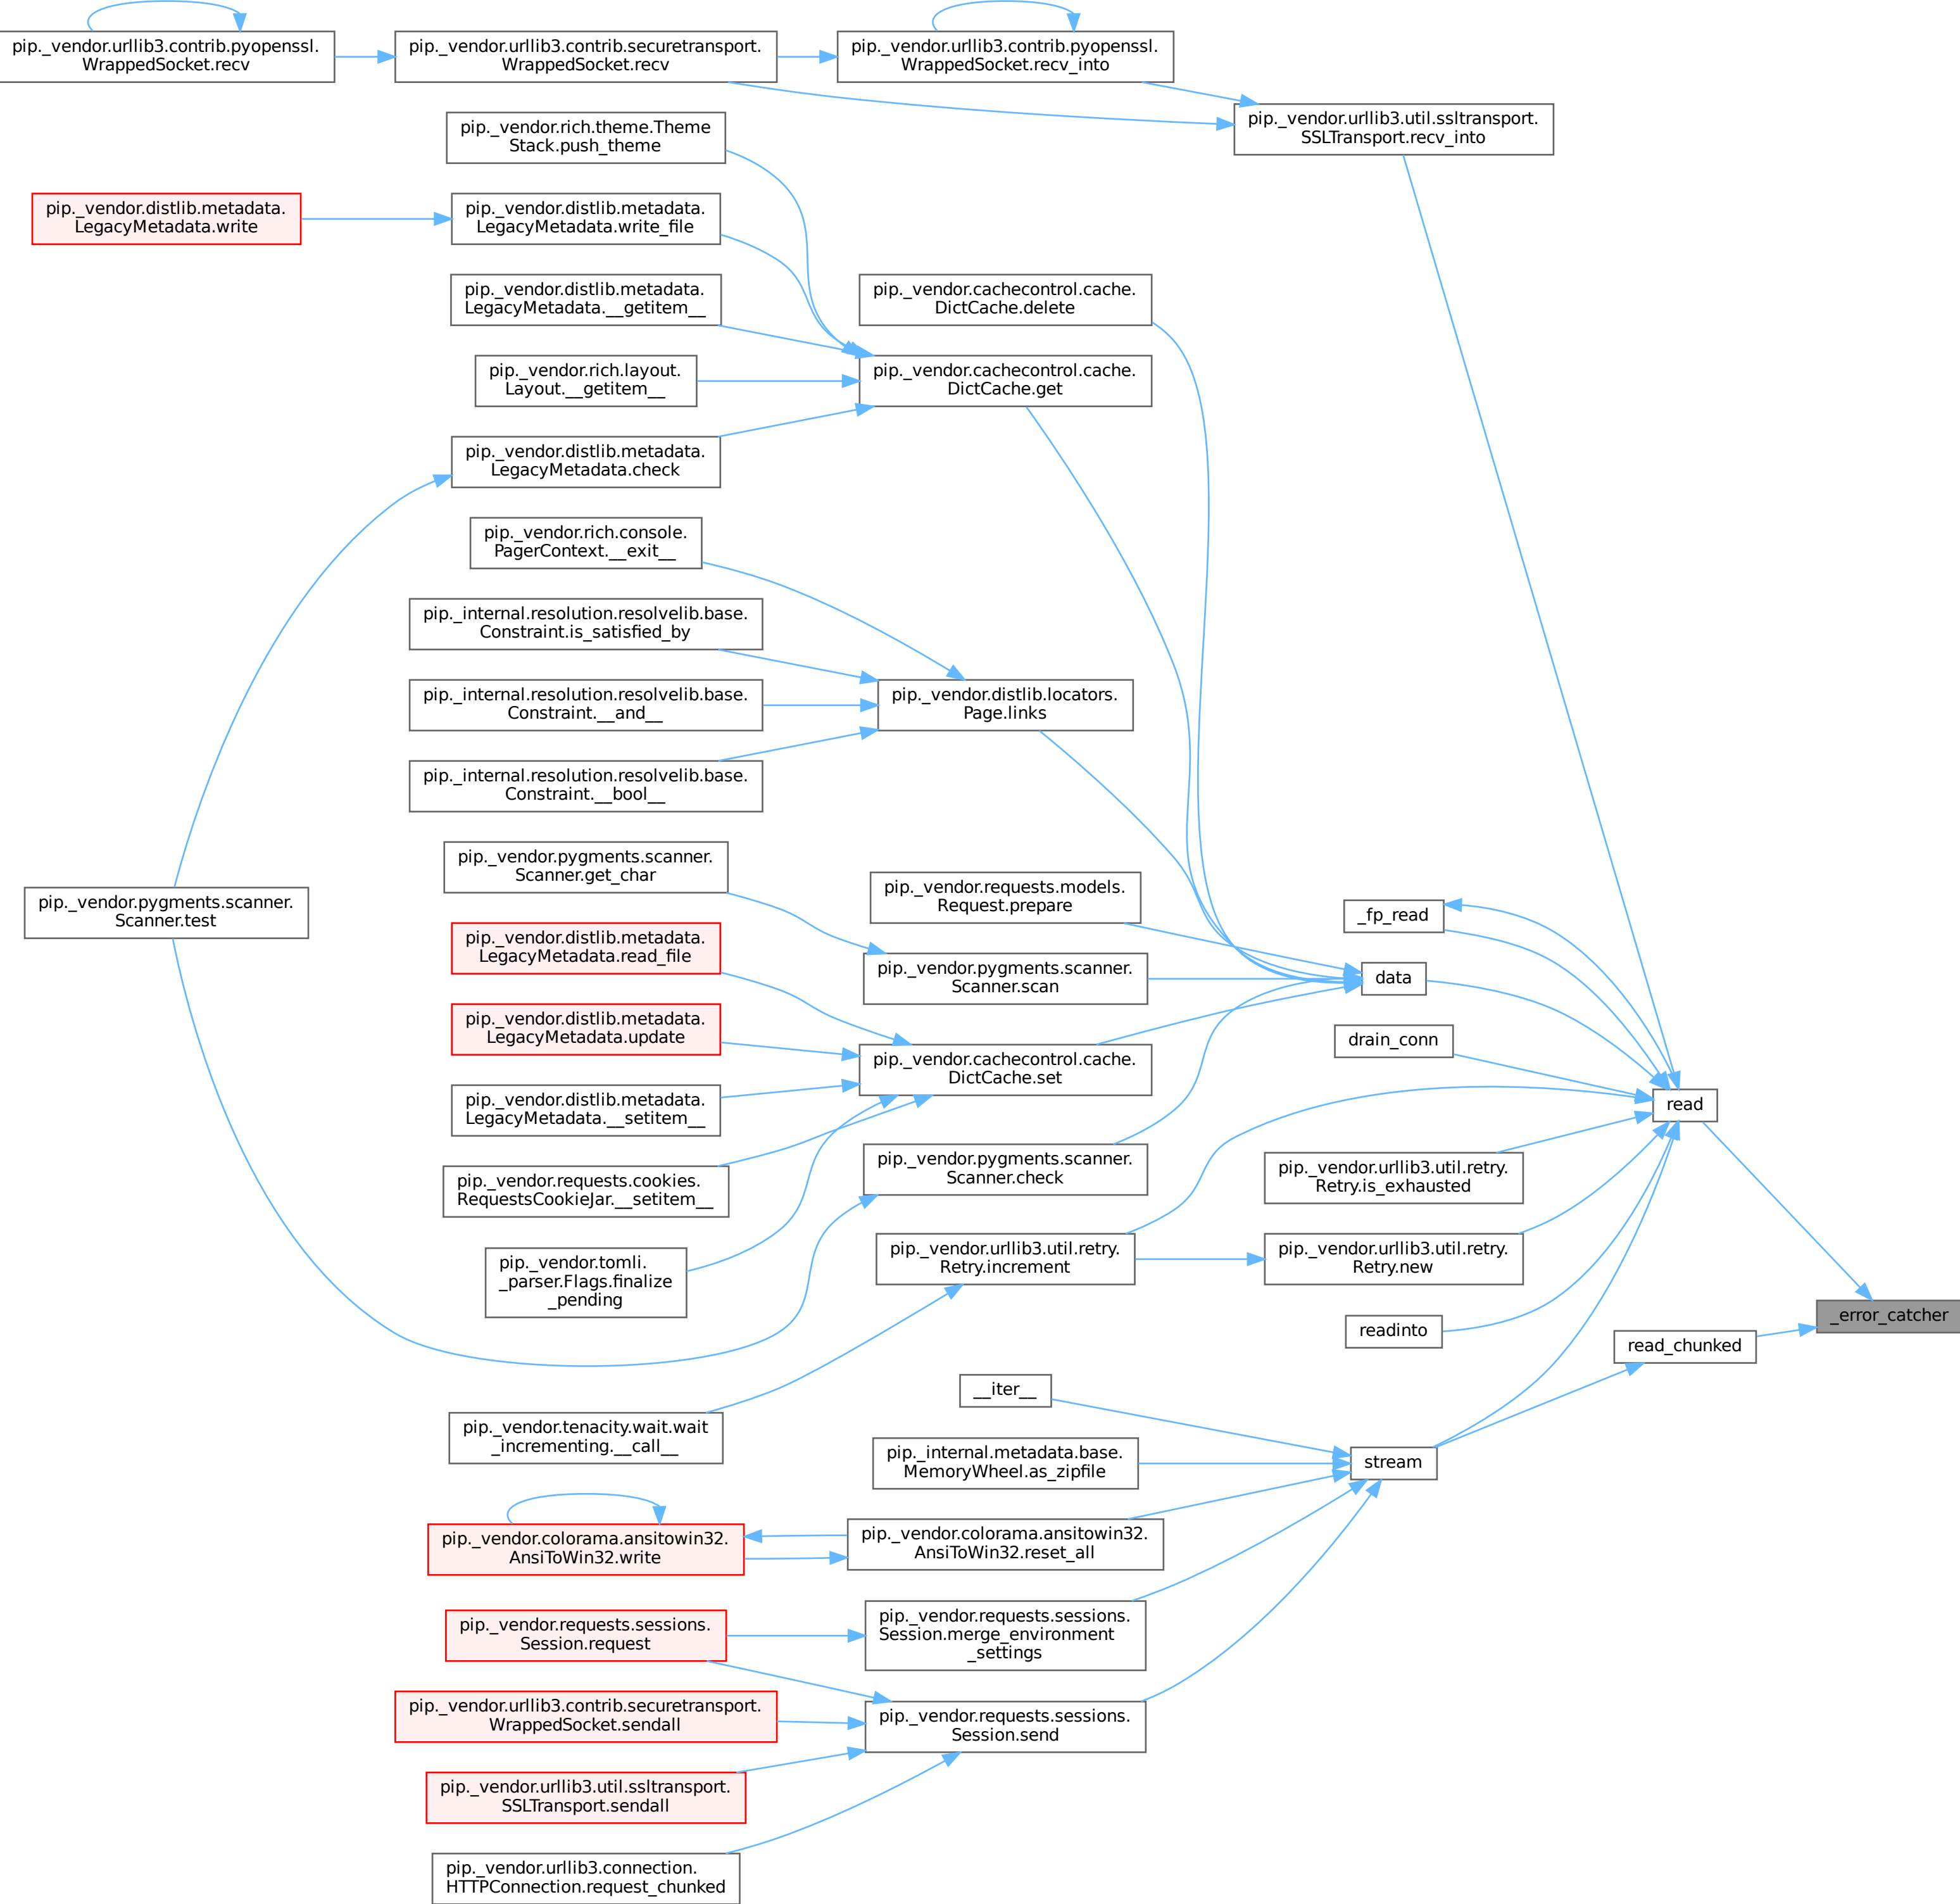 pip._vendor.urllib3.contrib.pyopenssl.
WrappedSocket.recv
pip._vendor.urllib3.contrib.securetransport.
WrappedSocket.recv
pip._vendor.urllib3.contrib.pyopenssl.
WrappedSocket.recv_into
pip._vendor.urllib3.util.ssltransport.
SSLTransport.recv_into
pip._vendor.rich.theme.Theme
Stack.push_theme
pip._vendor.distlib.metadata.
LegacyMetadata.write
pip._vendor.distlib.metadata.
LegacyMetadata.write_file
pip._vendor.distlib.metadata.
LegacyMetadata.__getitem__
pip._vendor.cachecontrol.cache.
DictCache.delete
pip._vendor.rich.layout.
Layout.__getitem__
pip._vendor.cachecontrol.cache.
DictCache.get
pip._vendor.distlib.metadata.
LegacyMetadata.check
pip._vendor.rich.console.
PagerContext.__exit__
pip._internal.resolution.resolvelib.base.
Constraint.is_satisfied_by
pip._internal.resolution.resolvelib.base.
Constraint.__and__
pip._vendor.distlib.locators.
Page.links
pip._internal.resolution.resolvelib.base.
Constraint.__bool__
pip._vendor.pygments.scanner.
Scanner.get_char
pip._vendor.requests.models.
Request.prepare
pip._vendor.pygments.scanner.
Scanner.test
_fp_read
pip._vendor.distlib.metadata.
LegacyMetadata.read_file
pip._vendor.pygments.scanner.
Scanner.scan
data
pip._vendor.distlib.metadata.
LegacyMetadata.update
drain_conn
pip._vendor.cachecontrol.cache.
DictCache.set
pip._vendor.distlib.metadata.
LegacyMetadata.__setitem__
read
pip._vendor.requests.cookies.
RequestsCookieJar.__setitem__
pip._vendor.pygments.scanner.
Scanner.check
pip._vendor.urllib3.util.retry.
Retry.is_exhausted
pip._vendor.tomli.
_parser.Flags.finalize
_pending
pip._vendor.urllib3.util.retry.
Retry.increment
pip._vendor.urllib3.util.retry.
Retry.new
_error_catcher
readinto
read_chunked
__iter__
pip._vendor.tenacity.wait.wait
_incrementing.__call__
pip._internal.metadata.base.
MemoryWheel.as_zipfile
stream
pip._vendor.colorama.ansitowin32.
AnsiToWin32.write
pip._vendor.colorama.ansitowin32.
AnsiToWin32.reset_all
pip._vendor.requests.sessions.
Session.request
pip._vendor.requests.sessions.
Session.merge_environment
_settings
pip._vendor.urllib3.contrib.securetransport.
WrappedSocket.sendall
pip._vendor.requests.sessions.
Session.send
pip._vendor.urllib3.util.ssltransport.
SSLTransport.sendall
pip._vendor.urllib3.connection.
HTTPConnection.request_chunked